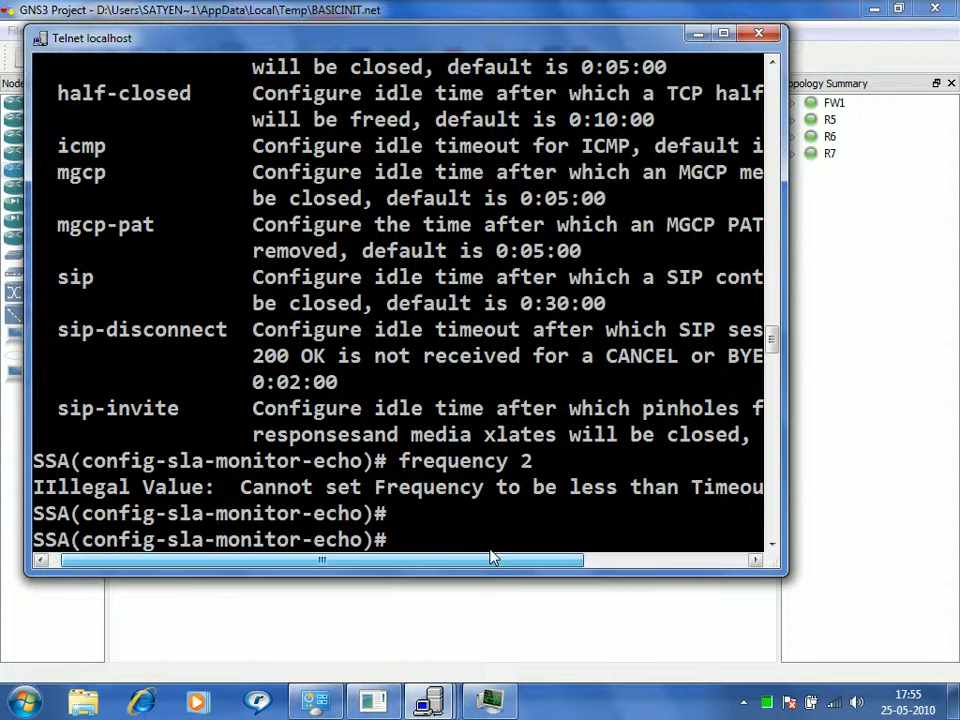 GNS3 Project - D:\Users\SATYEN~1\AppData\Local\Temp\BASICINIT.net
Telnet localhost
Node
opology Summary
FW1
R5
R6
R7
will be closed, default is 0:05:00
half-closed Configure idle time after which a TCP half
will be freed, default is 0:10:00
icmp Configure idle timeout for ICMP, default i
mgcp Configure idle time after which an MGCP me
be closed, default is 0:05:00
mgcp-pat Configure the time after which an MGCP PAT
removed, default is 0:05:00
sip Configure idle time after which a SIP cont
be closed, default is 0:30:00
sip-disconnect Configure idle timeout after which SIP ses
200 OK is not received for a CANCEL or BYE
0:02:00
sip-invite Configure idle time after which pinholes f
responsesand media xlates will be closed,
SSA(config-sla-monitor-echo)# frequency 2
IIllegal Value: Cannot set Frequency to be less than Timeou
SSA(config-sla-monitor-echo)#
SSA(config-sla-monitor-echo)#
17:55
25-05-2010